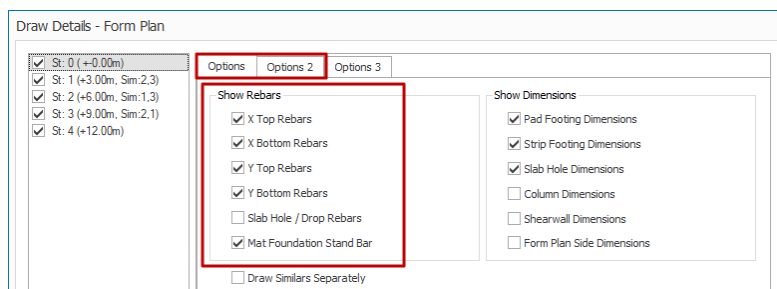 Draw Details - Form Plan
St: 0 ( +-0.00m)
St: 1 (+3.00m, Sim:2,3)
St: 2 (+6.00m, Sim:1,3)
St: 3 (+9.00m, Sim:2,1)
St: 4 (+12.00m)
Options Options 2 Options 3
Show Rebars
X Top Rebars
X Bottom Rebars
Y Top Rebars
Y Bottom Rebars
Slab Hole / Drop Rebars
Mat Foundation Stand Bar
Draw Similars Separately
Show Dimensions
Pad Footing Dimensions
Strip Footing Dimensions
Slab Hole Dimensions
Column Dimensions
Shearwall Dimensions
Form Plan Side Dimensions